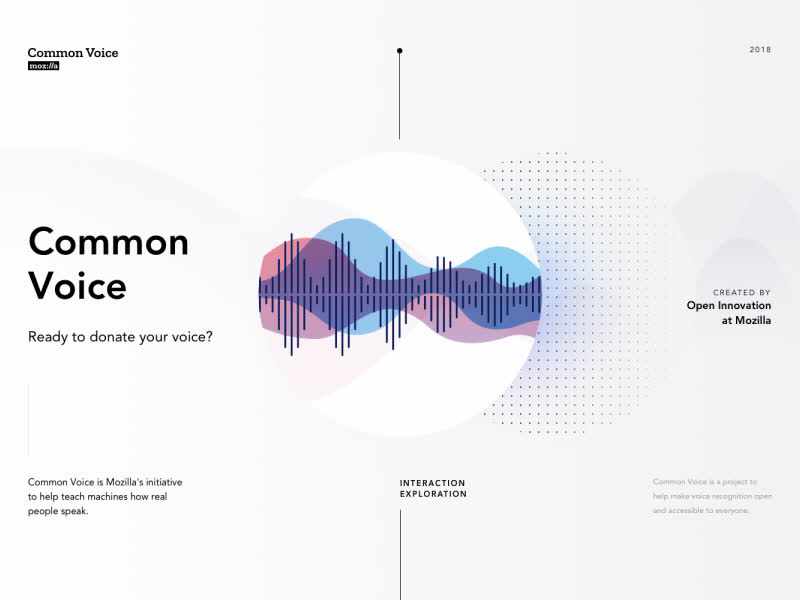 Common Voice
moz://a
2018
Common
Voice
Ready to donate your voice?
CREATED BY
Open Innovation
at Mozilla
Common Voice is Mozilla's initiative
to help teach machines how real
people speak.
INTERACTION
EXPLORATION
Common Voice is a project to
help make voice recognition open
and accessible to everyone.